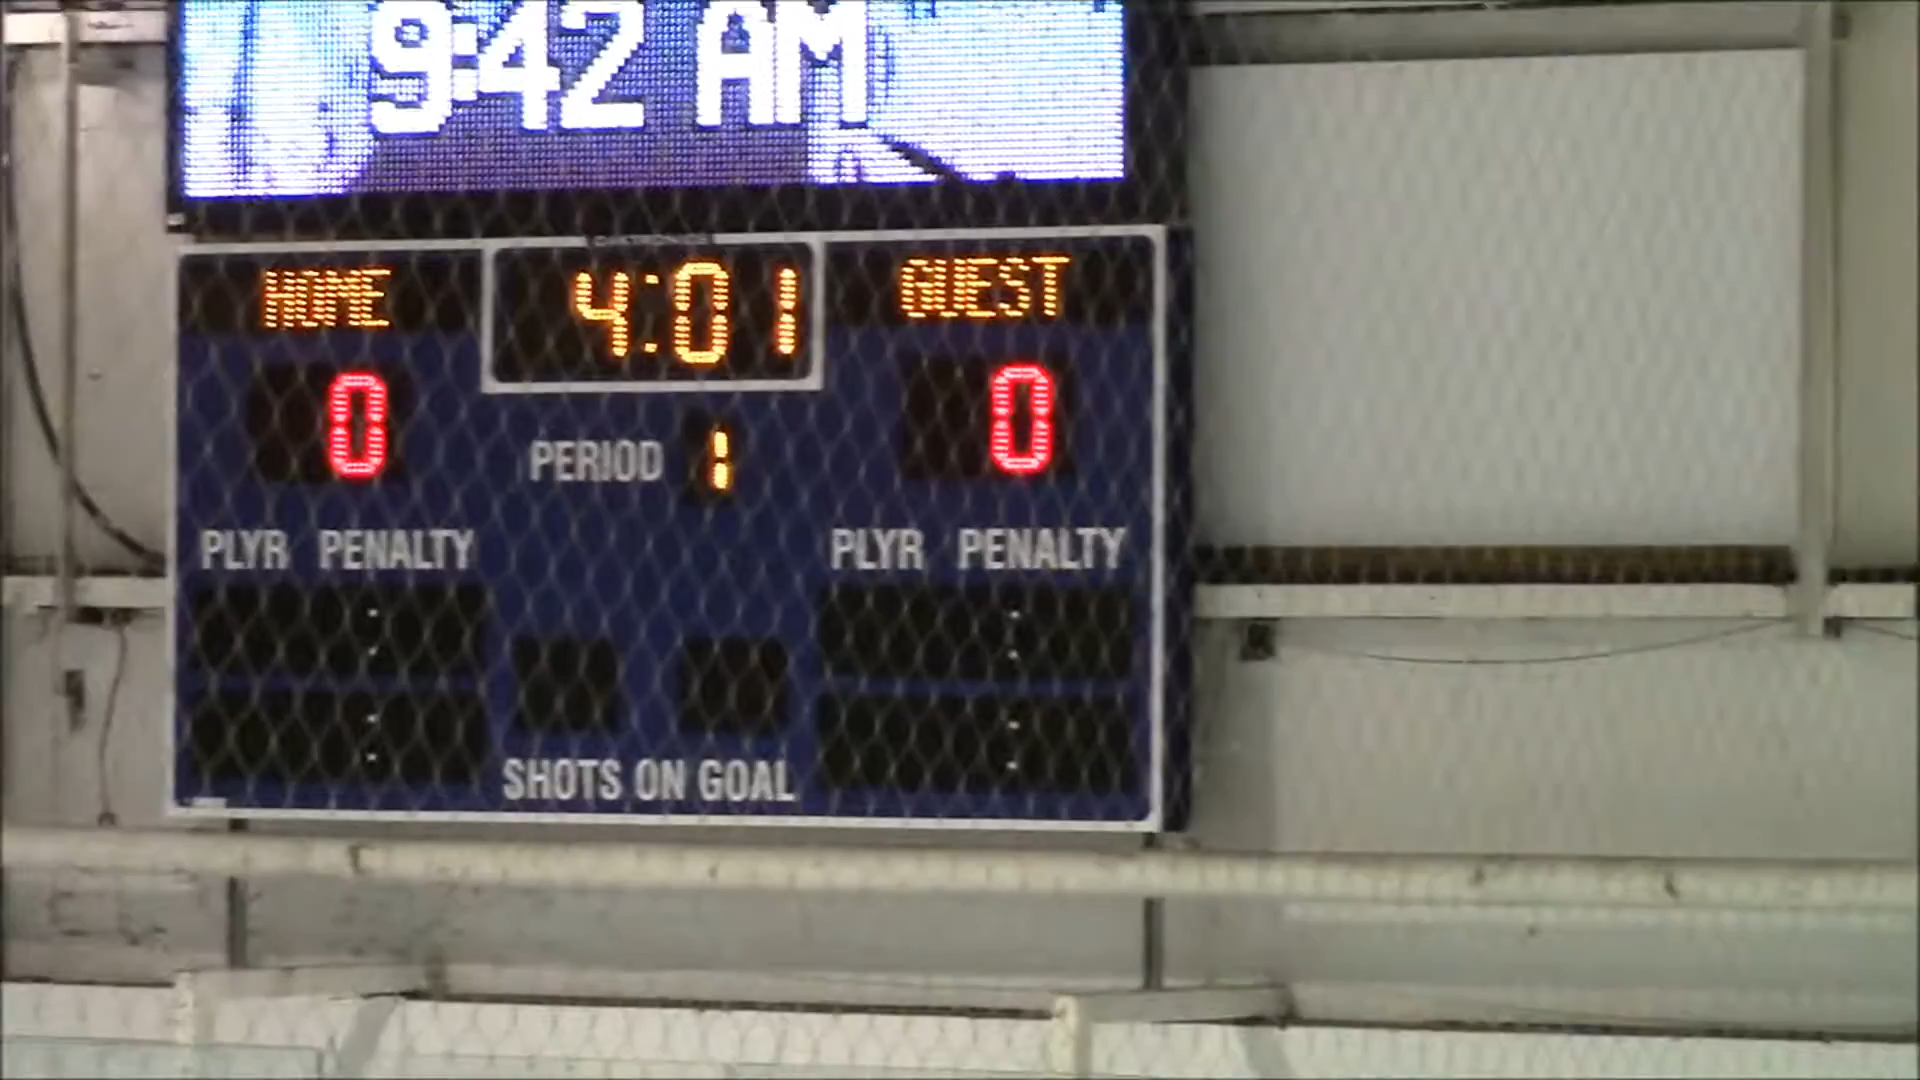 9:42 AM
HOME 4:01 GUEST
0 PERIOD 1 0
PLYR PENALTY PLYR PENALTY
SHOTS ON GOAL